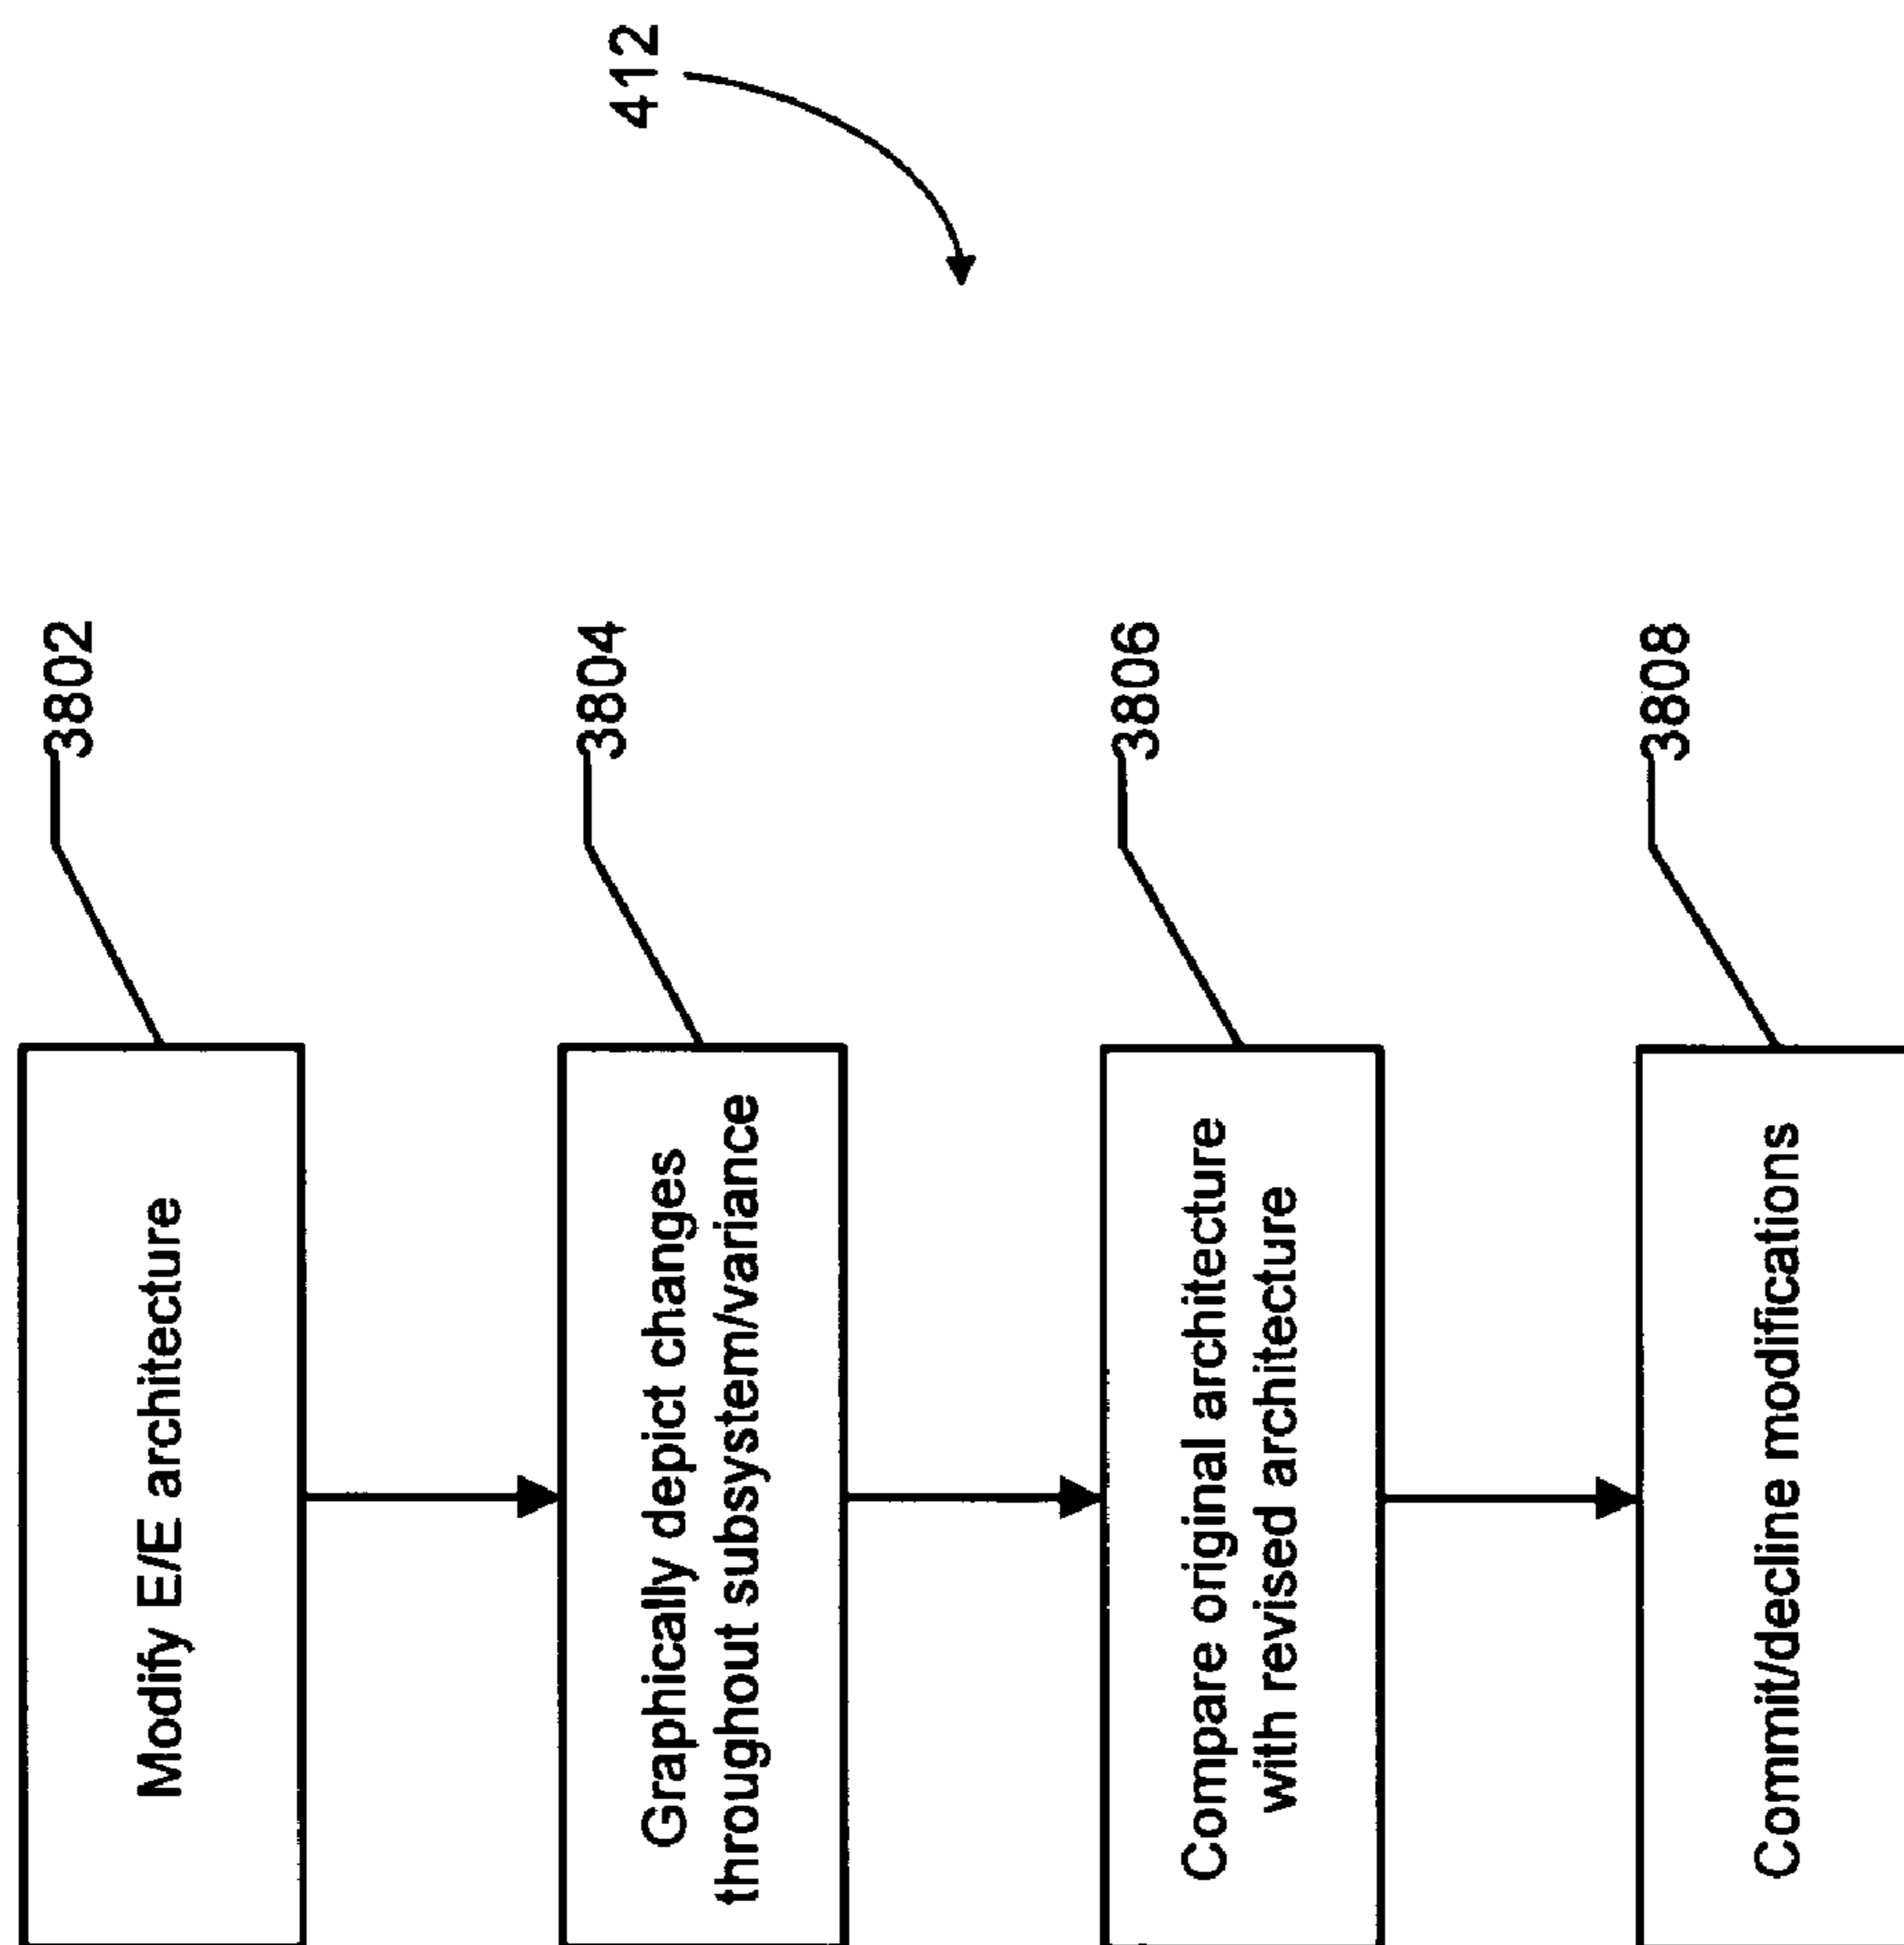 412
3802
Modify E/E architecture
3804
Graphically depict changes
throughout subsystem/variance
3806
Compare original architecture
with revised architecture
3808
Commit/decline modifications